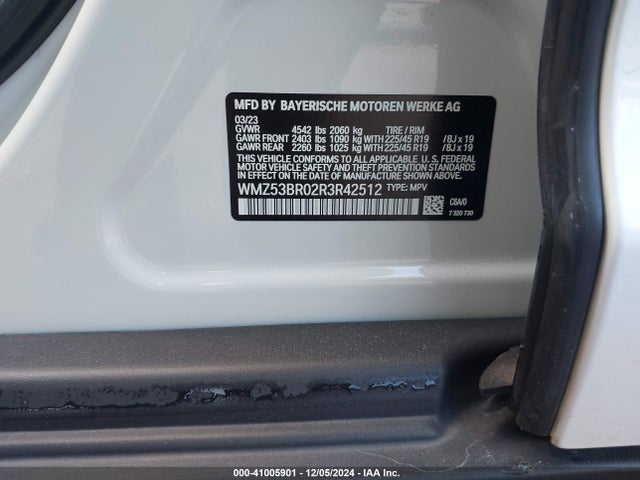 MFD BY BAYERISCHE MOTOREN WERKE AG
03/23
GVWR 4542 lbs 2060 kg TIRE / RIM
GAWR FRONT 2403 lbs 1090 kg WITH 225/45 R19 /8J x 19
GAWR REAR 2260 lbs 1025 kg WITH 225/45 R19 /8J x 19
THIS VEHICLE CONFORMS TO ALL APPLICABLE U. S. FEDERAL
MOTOR VEHICLE SAFETY, BUMPER, AND THEFT PREVENTION
STANDARDS IN EFFECT ON THE DATE OF MANUFACTURE SHOWN ABOVE.
WMZ53BR02R3R42512 TYPE: MPV
C6A/0
7 320 730
000-41005901 - 12/05/2024 - IAA Inc.